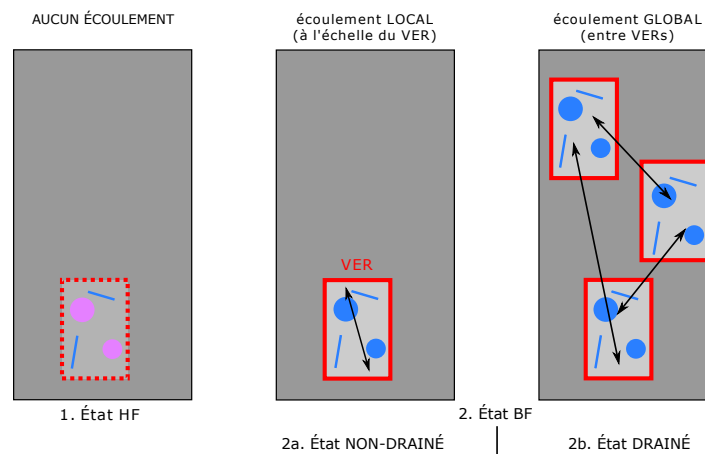 AUCUN ÉCOULEMENT
écoulement LOCAL
(à l'échelle du VER)
écoulement GLOBAL
(entre VERs)
VER
1. État HF
2. État BF
2a. État NON-DRAINÉ
2b. État DRAINÉ